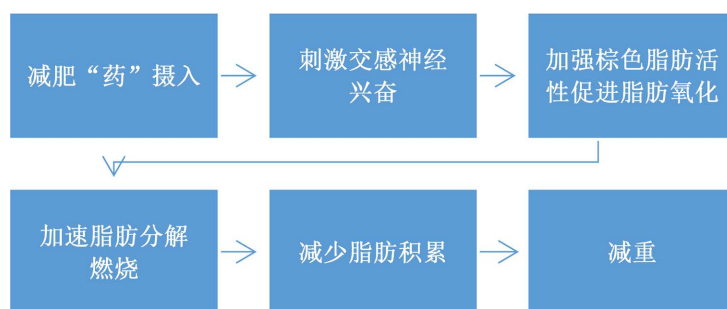 减肥“药”摄入
刺激交感神经
兴奋
加强棕色脂肪活
性促进脂肪氧化
加速脂肪分解
燃烧
减少脂肪积累
减重